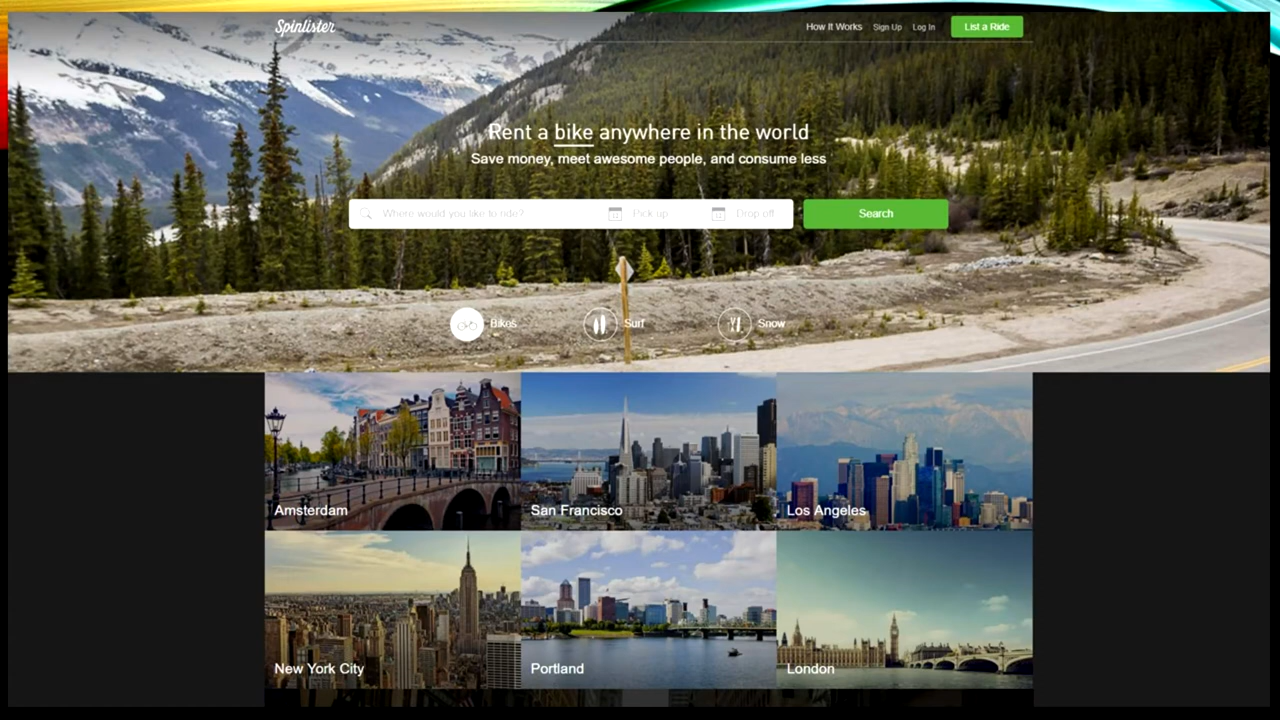 Spinlister
How It Works Sign Up Log In List a Ride
Rent a bike anywhere in the world
Save money, meet awesome people, and consume less
Where would you like to ride? Pick up Drop off Search
Bikes Surf Snow
Amsterdam San Francisco Los Angeles
New York City Portland London